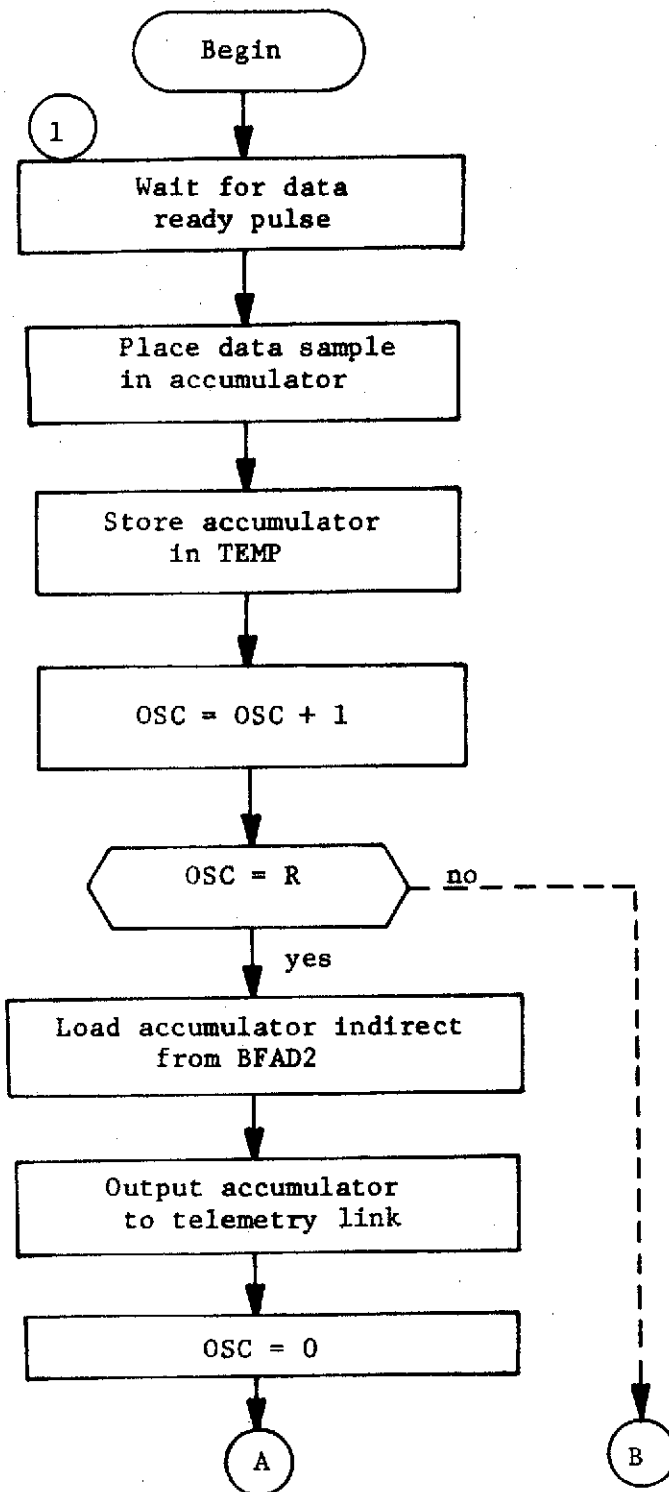 Begin
1
Wait for data
ready pulse
Place data sample
in accumulator
Store accumulator
in TEMP
OSC = OSC + 1
OSC = R
no
yes
Load accumulator indirect
from BFAD2
Output accumulator
to telemetry link
OSC = 0
A
B